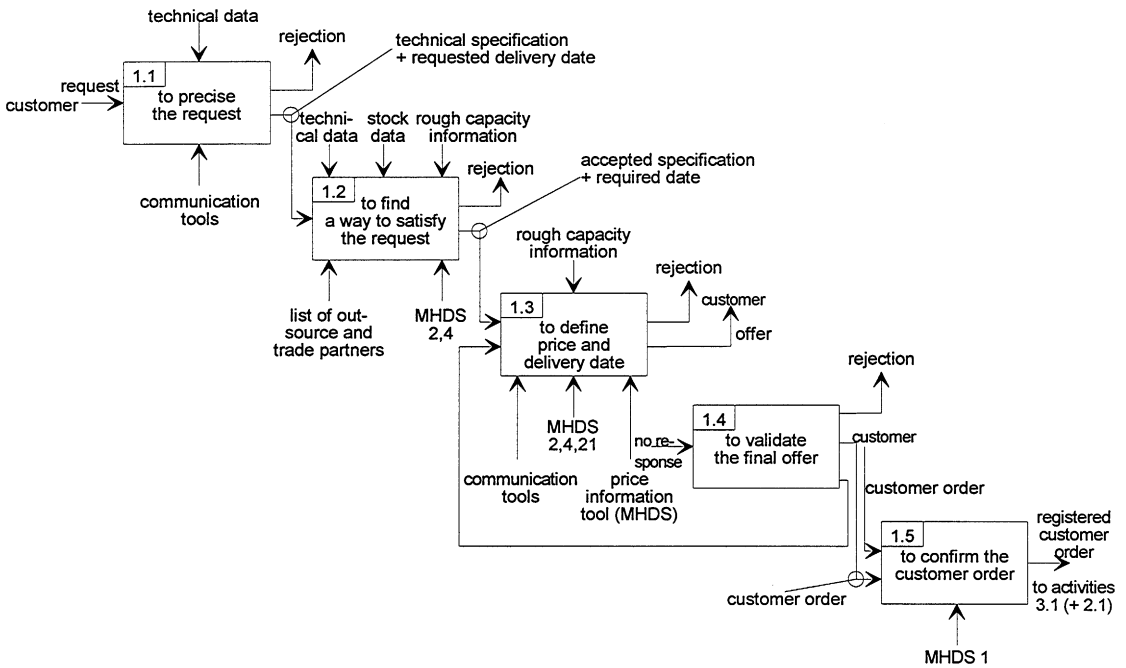 technical data
rejection
technical specification
+ requested delivery date
request
customer
1.1
to precise
the request
communication
tools
techni-
cal data
stock
data
rough capacity
information
rejection
accepted specification
+ required date
1.2
to find
a way to satisfy
the request
list of out-
source and
trade partners
MHDS
2,4
rough capacity
information
rejection
customer
offer
1.3
to define
price and
delivery date
communication
tools
MHDS
2,4,21
price
information
tool (MHDS)
no re-
sponse
rejection
1.4
to validate
the final offer
customer
customer order
customer order
1.5
to confirm the
customer order
registered
customer
order
to activities
3.1 (+ 2.1)
MHDS 1